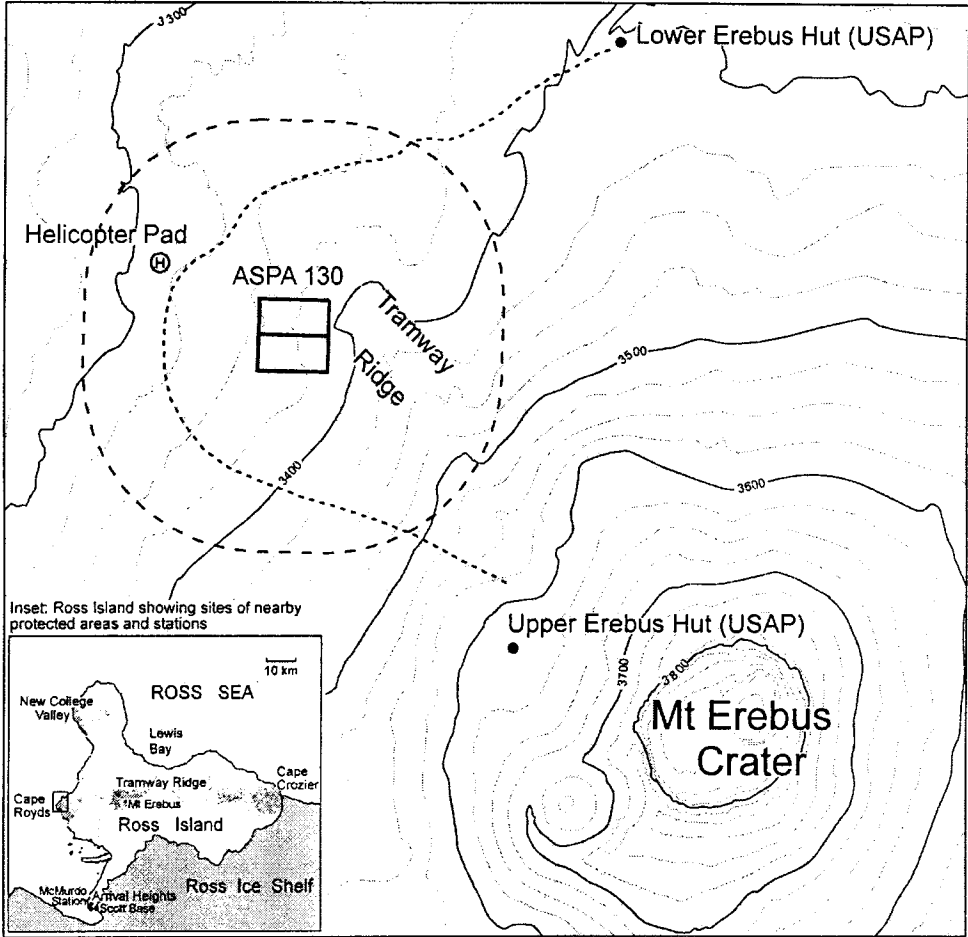 3300
Lower Erebus Hut (USAP)
Helicopter Pad
H
ASPA 130
Tramway
Ridge
3500
3400
3600
Inset: Ross Island showing sites of nearby
protected areas and stations
Upper Erebus Hut (USAP)
3700
3800
Mt Erebus
Crater
10 km
ROSS SEA
New College
Valley
Lewis
Bay
Tramway Ridge
Cape
Crozier
Mt Erebus
Cape
Royds
Ross Island
Ross Ice Shelf
McMurdo
Station
Arrival Heights
Scott Base